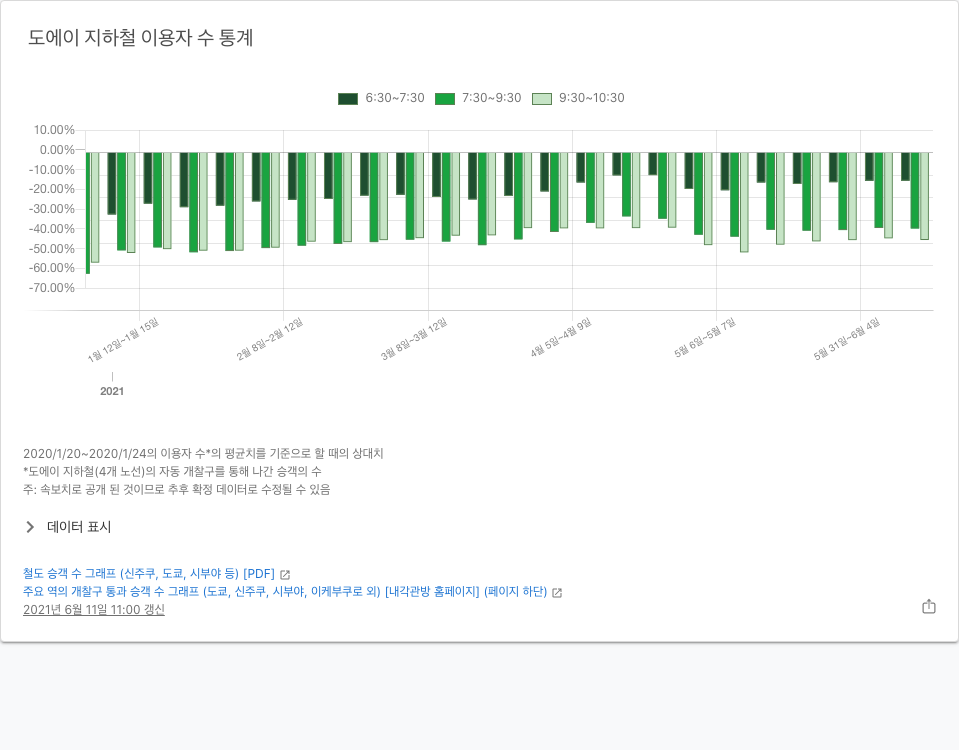 도에이 지하철 이용자 수 통계
6:30~7:30 7:30~9:30 9:30~10:30
10.00%
0.00%
-10.00%
-20.00%
-30.00%
-40.00%
-50.00%
-60.00%
-70.00%
1월 12일~1월 15일 2월 8일~2월 12일 3월 8일~3월 12일 4월 5일~4월 9일 5월 6일~5월 7일 5월 31일~6월 4일
2021
2020/1/20~2020/1/24의 이용자 수*의 평균치를 기준으로 할 때의 상대치
*도에이 지하철(4개 노선)의 자동 개찰구를 통해 나간 승객의 수
주: 속보치로 공개 된 것이므로 추후 확정 데이터로 수정될 수 있음
데이터 표시
철도 승객 수 그래프 (신주쿠, 도쿄, 시부야 등) [PDF]
주요 역의 개찰구 통과 승객 수 그래프 (도쿄, 신주쿠, 시부야, 이케부쿠로 외) [내각관방 홈페이지] (페이지 하단)
2021년 6월 11일 11:00 갱신